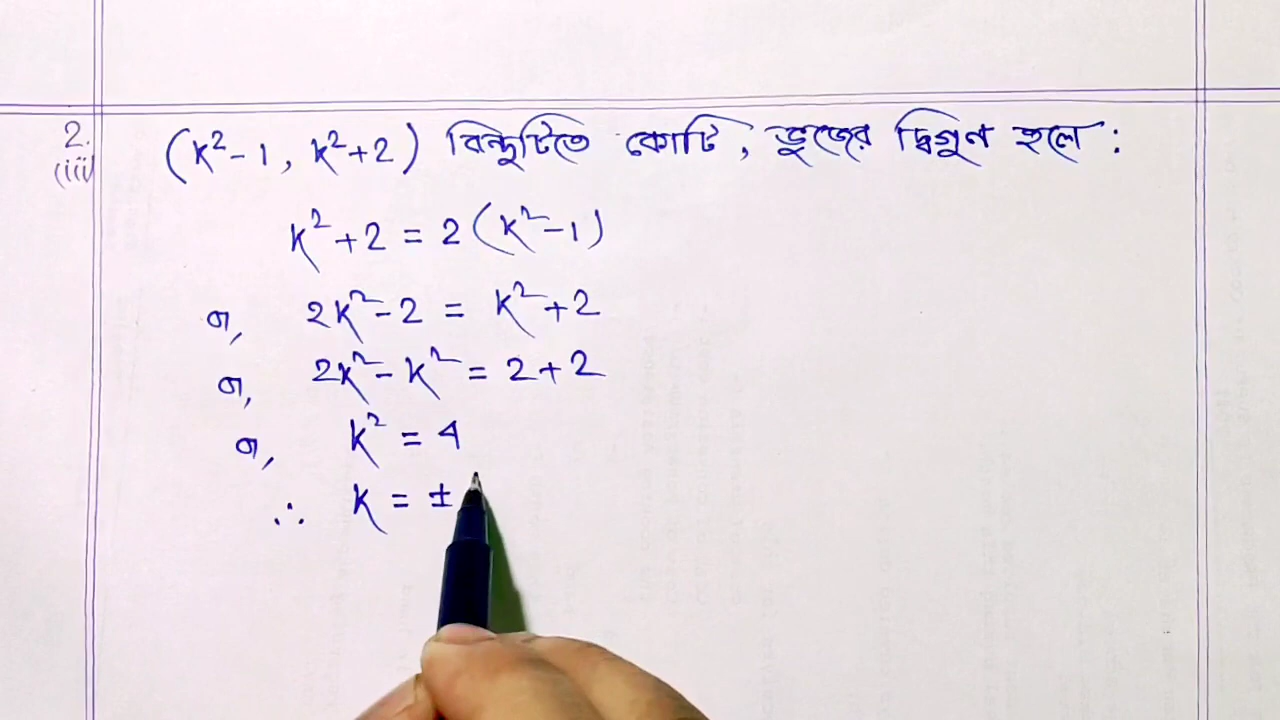 2.
(iii) (k²-1, k²+2) বিন্দুটিতে কোটি, ভুজের দ্বিগুন হলে :
k²+2 = 2(k²-1)
বা, 2k²-2 = k²+2
বা, 2k²-k² = 2+2
বা, k² = 4
∴ k = ±